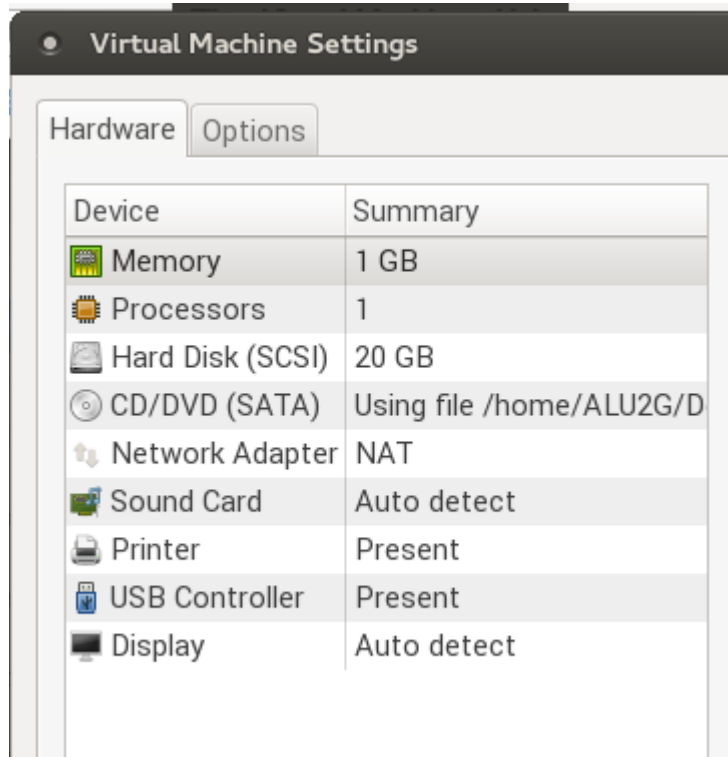 Virtual Machine Settings
Hardware Options
Device Summary
Memory 1 GB
Processors 1
Hard Disk (SCSI) 20 GB
CD/DVD (SATA) Using file /home/ALU2G/D
Network Adapter NAT
Sound Card Auto detect
Printer Present
USB Controller Present
Display Auto detect